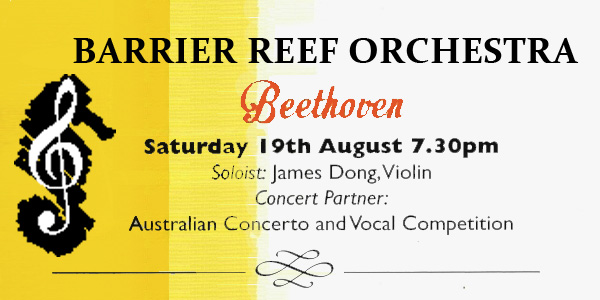 BARRIER REEF ORCHESTRA
Beethoven
Saturday 19th August 7.30pm
Soloist: James Dong, Violin
Concert Partner:
Australian Concerto and Vocal Competition